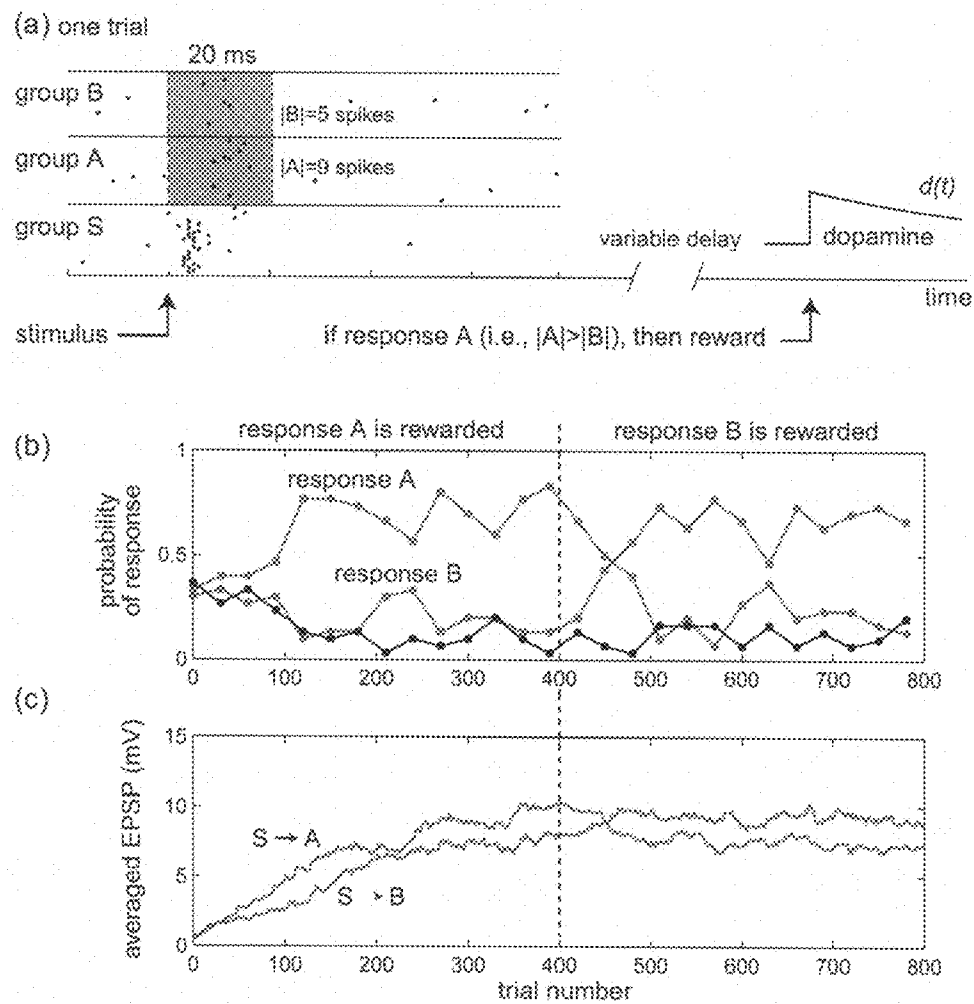 (a) one trial
20 ms
group B
|B|=5 spikes
group A
|A|=9 spikes
group S
d(t)
variable delay
dopamine
time
stimulus
if response A (i.e., |A|>|B|), then reward
(b)
response A is rewarded
response B is rewarded
probability
of response
1
0.5
0
response A
response B
0 100 200 300 400 500 600 700 800
(c)
averaged EPSP (mV)
15
10
5
0
S → A
S → B
0 100 200 300 400 500 600 700 800
trial number